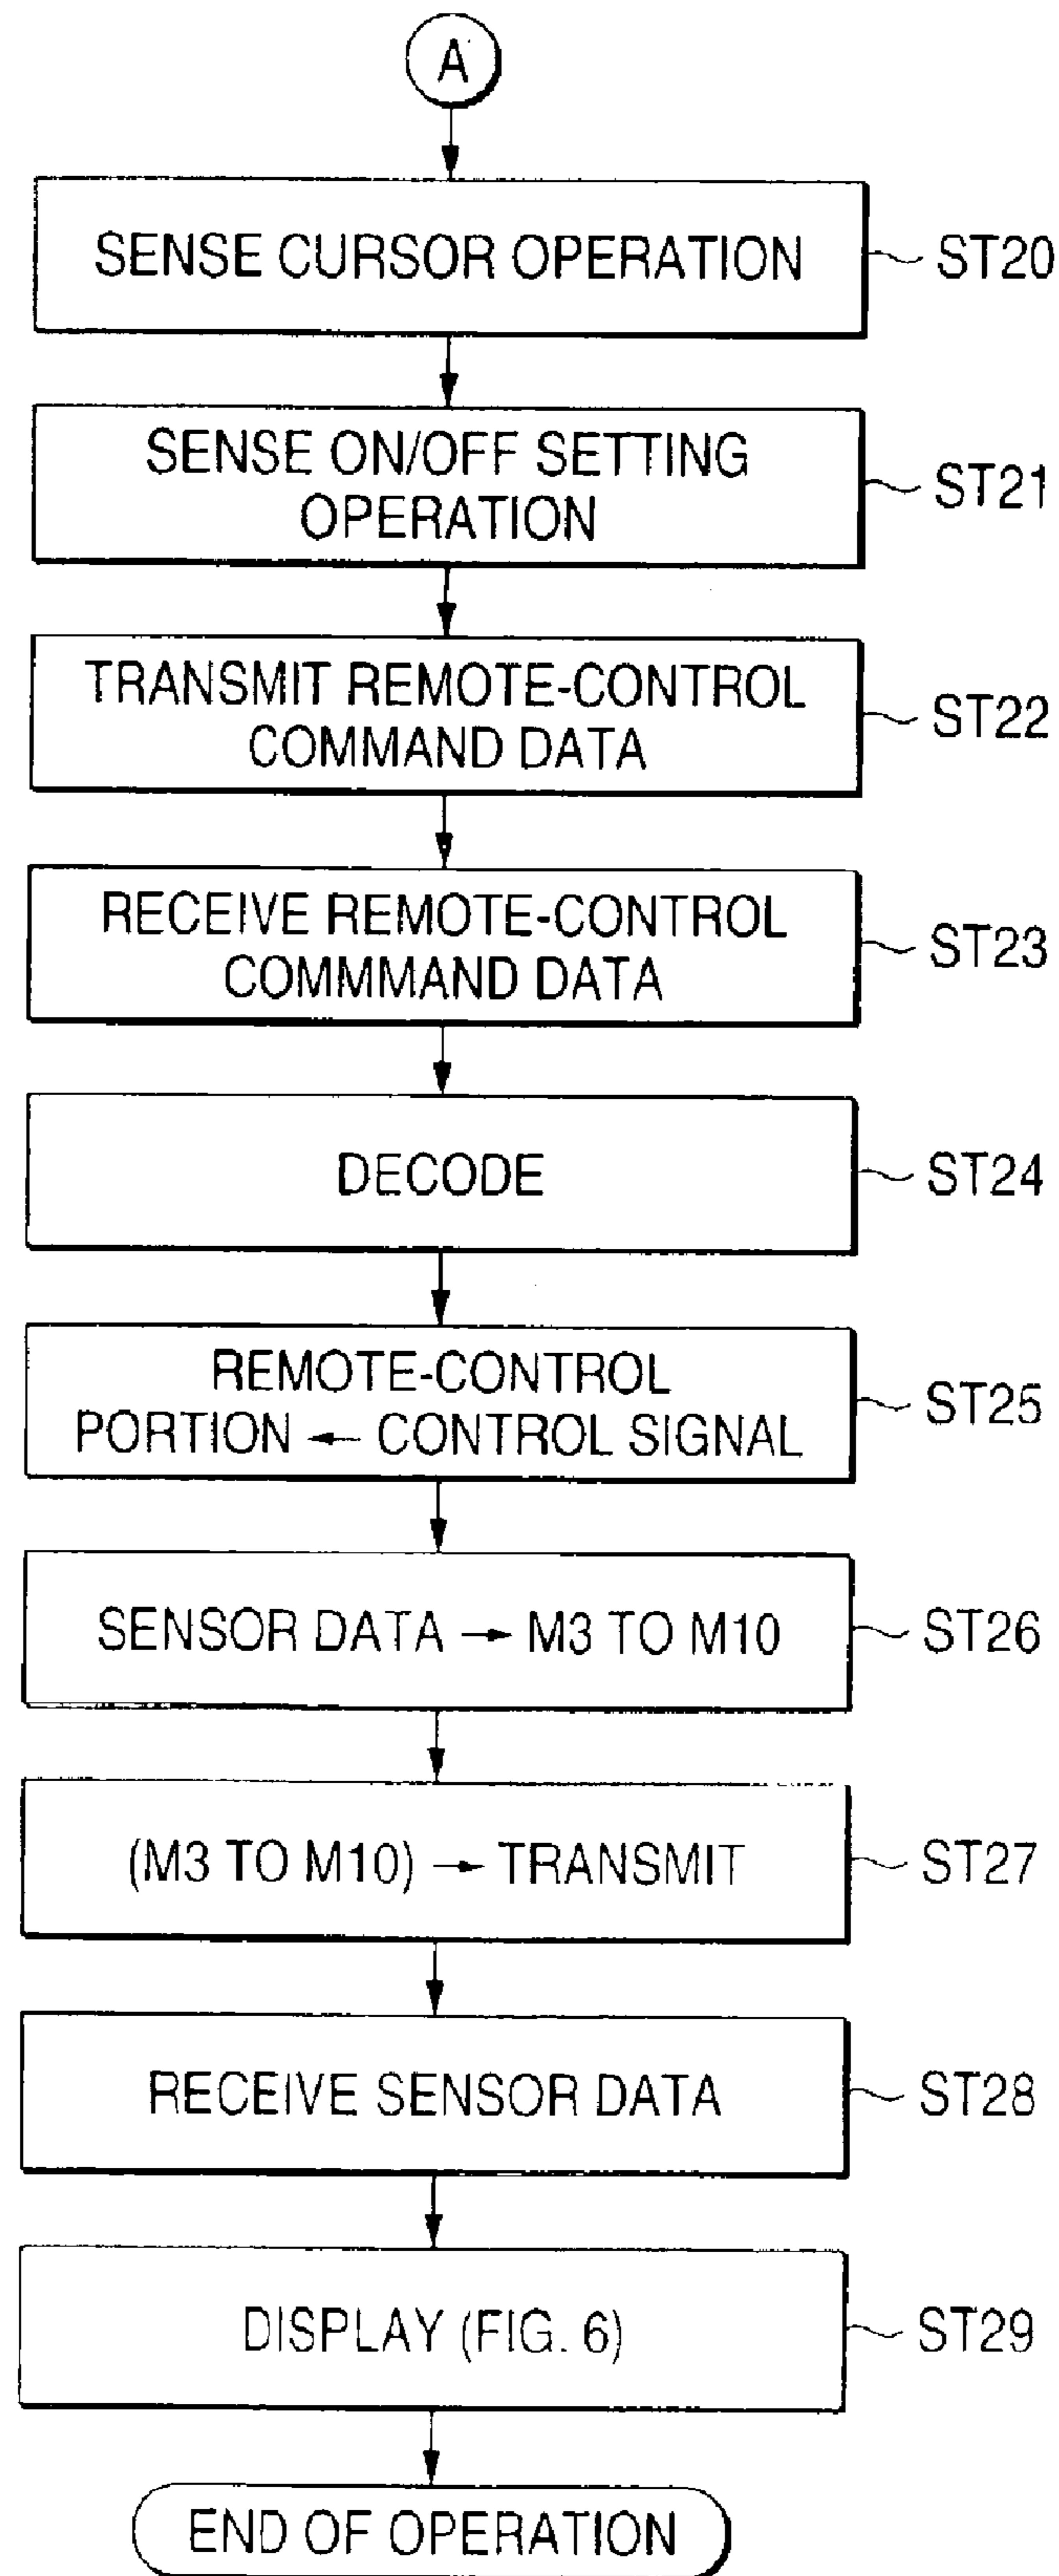 A
SENSE CURSOR OPERATION
ST20
SENSE ON/OFF SETTING
OPERATION
ST21
TRANSMIT REMOTE-CONTROL
COMMAND DATA
ST22
RECEIVE REMOTE-CONTROL
COMMMAND DATA
ST23
DECODE
ST24
REMOTE-CONTROL
PORTION ← CONTROL SIGNAL
ST25
SENSOR DATA → M3 TO M10
ST26
(M3 TO M10) → TRANSMIT
ST27
RECEIVE SENSOR DATA
ST28
DISPLAY (FIG. 6)
ST29
END OF OPERATION